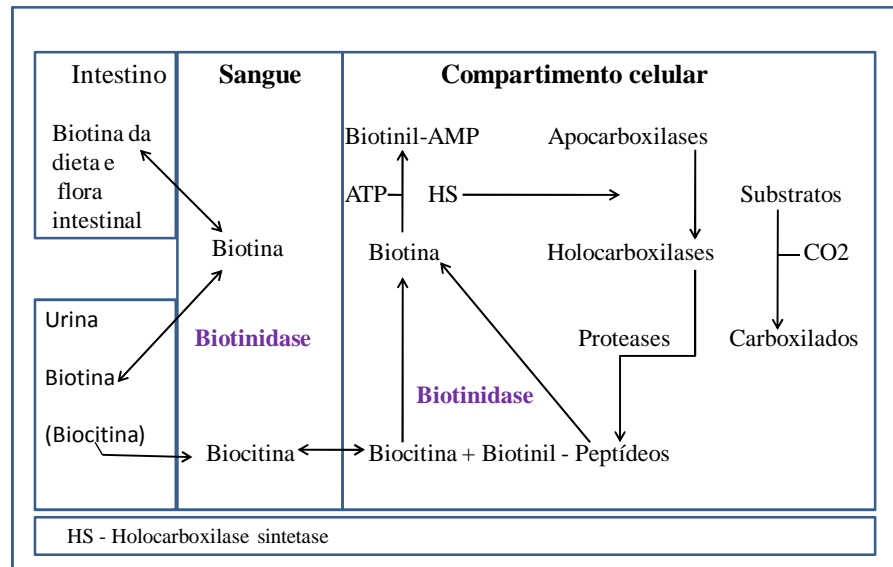 Intestino
Sangue
Compartimento celular
Biotina da
dieta e
flora
intestinal
Biotina
Urina
Biotina
(Biocitina)
Biotinidase
Biocitina
Biotinil-AMP
Apocarboxilases
ATP
HS
Substratos
Biotina
Holocarboxilases
CO2
Proteases
Carboxilados
Biotinidase
Biocitina + Biotinil - Peptídeos
HS - Holocarboxilase sintetase